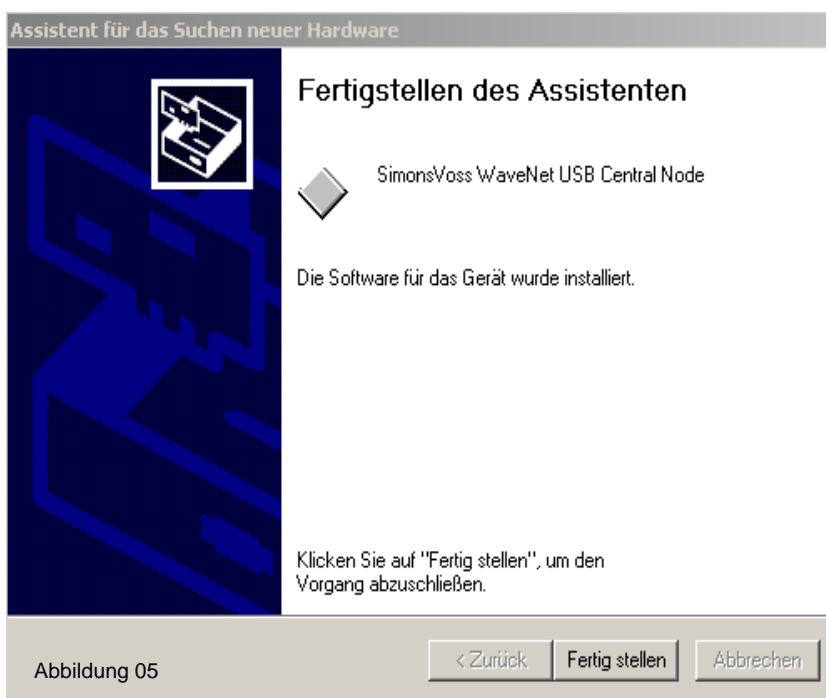 Assistent für das Suchen neuer Hardware
Fertigstellen des Assistenten
SimonsVoss WaveNet USB Central Node
Die Software für das Gerät wurde installiert.
Klicken Sie auf "Fertig stellen", um den
Vorgang abzuschließen.
Abbildung 05
< Zurück
Fertig stellen
Abbrechen